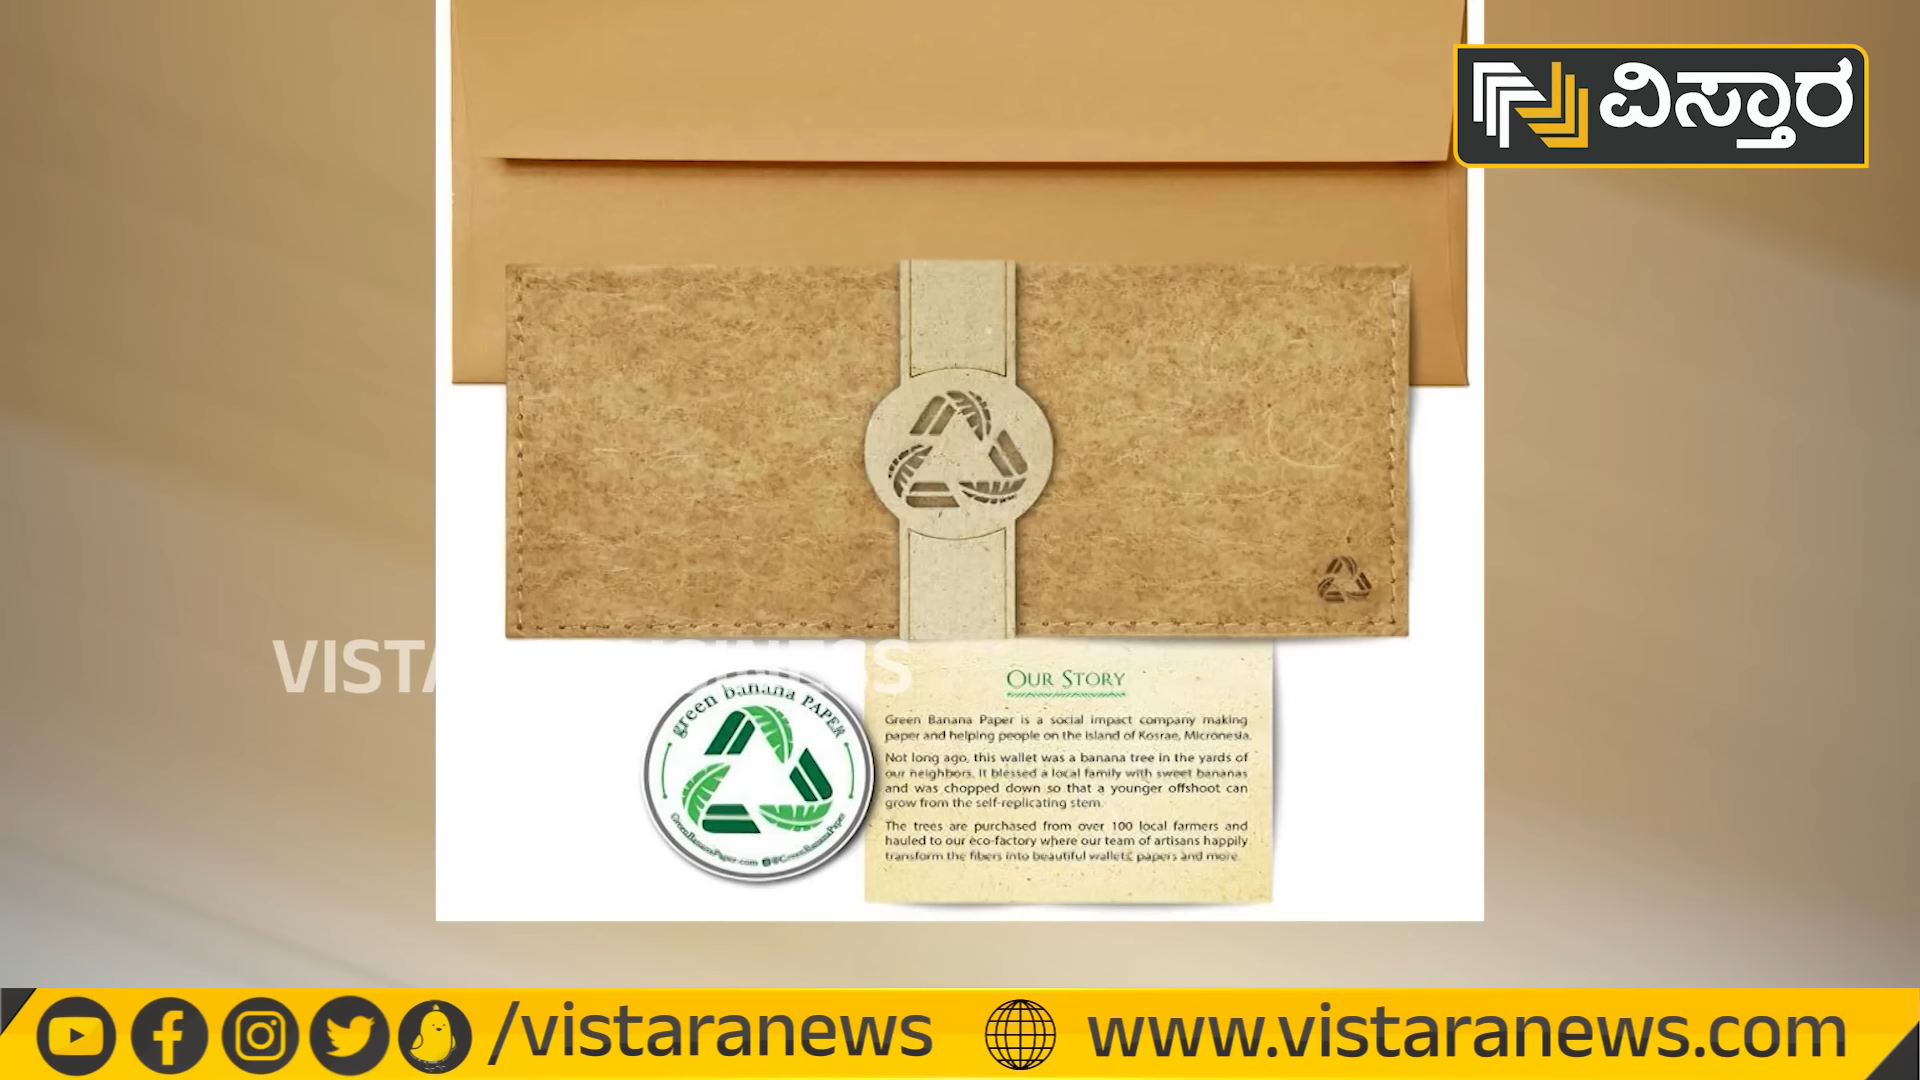 ವಿಸ್ತಾರ
OUR STORY
Green Banana Paper is a social impact company making
paper and helping people on the island of Kosrae, Micronesia.
Not long ago, this wallet was a banana tree in the yards of
our neighbors. It blessed a local family with sweet bananas
and was chopped down so that a younger offshoot can
grow from the self-replicating stem.
The trees are purchased from over 100 local farmers and
hauled to our eco-factory where our team of artisans happily
transform the fibers into beautiful wallets, papers and more.
green banana PAPER
GreenBananaPaper.com @GreenBananaPaper
/vistaranews
www.vistaranews.com